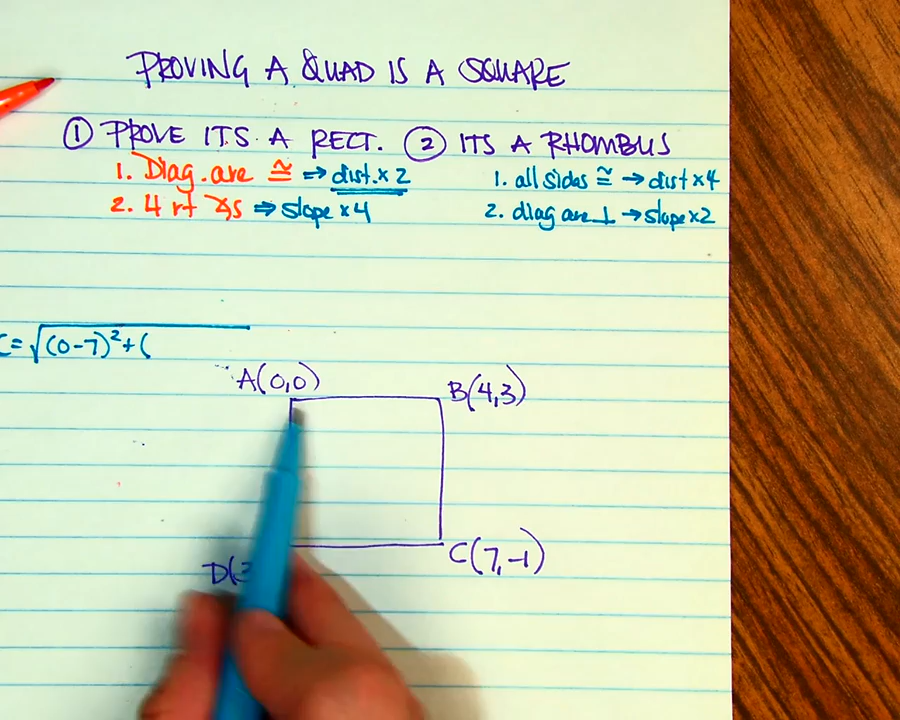 PROVING A QUAD IS A SQUARE
① PROVE ITS A RECT. ② ITS A RHOMBUS
1. Diag. are ≅ ⇒ dist. x 2
2. 4 rt ∡s ⇒ slope x 4
1. all sides ≅ → dist x 4
2. diag are ⊥ → slope x 2
C = √(0-7)² + (
A(0,0)
B(4,3)
C(7,-1)
D(3